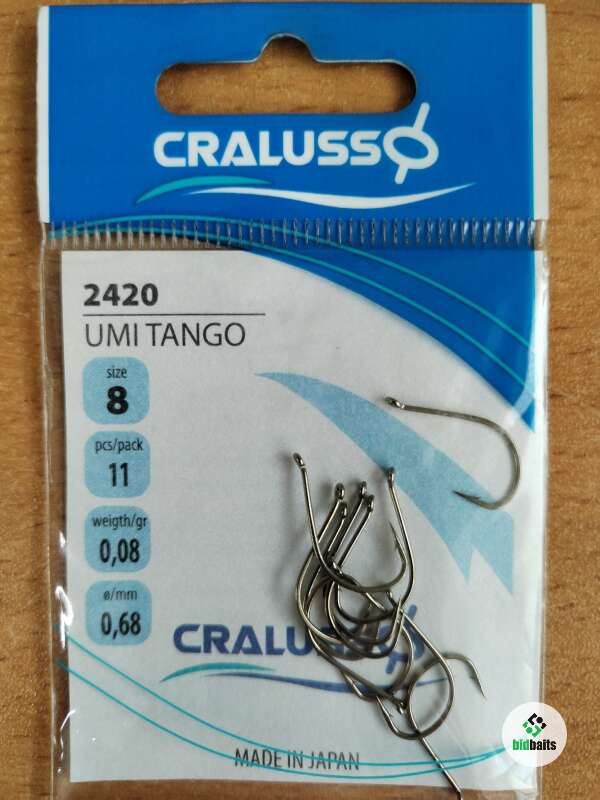 CRALUSSO
2420
UMI TANGO
size
8
pcs/pack
11
weigth/gr
0,08
ø/mm
0,68
CRALUSSO
MADE IN JAPAN
bidbaits